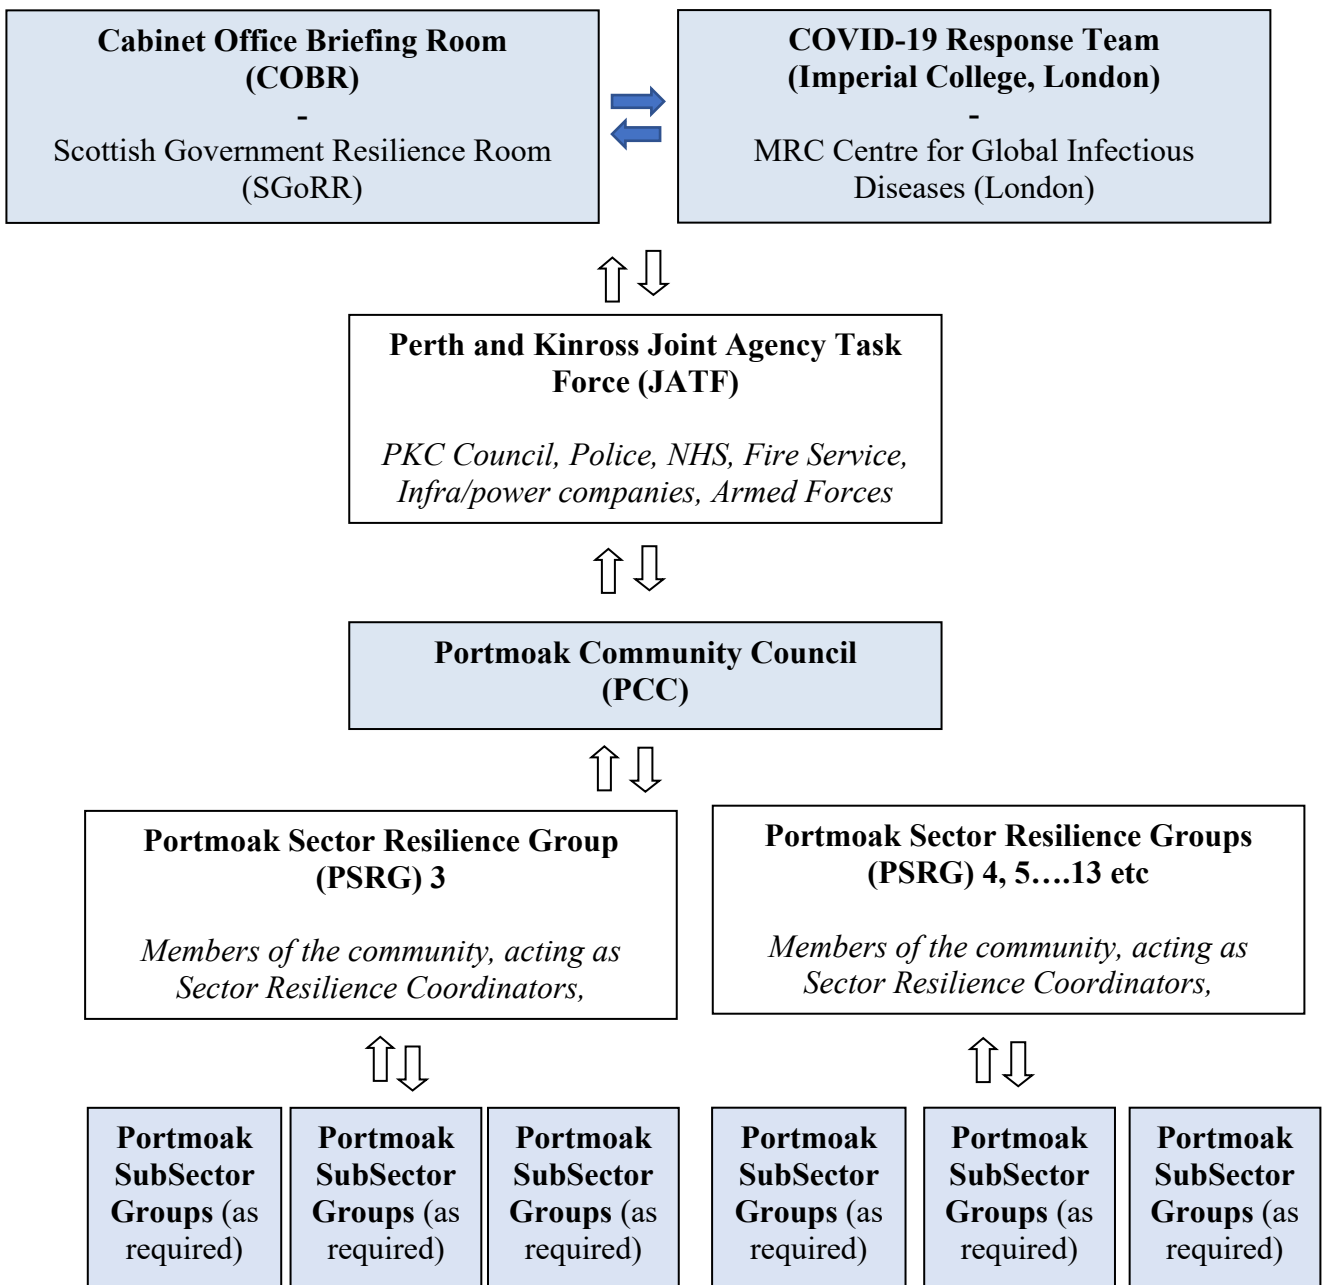 Cabinet Office Briefing Room
(COBR)
-
Scottish Government Resilience Room
(SGoRR)
COVID-19 Response Team
(Imperial College, London)
-
MRC Centre for Global Infectious
Diseases (London)
Perth and Kinross Joint Agency Task
Force (JATF)
PKC Council, Police, NHS, Fire Service,
Infra/power companies, Armed Forces
Portmoak Community Council
(PCC)
Portmoak Sector Resilience Group
(PSRG) 3
Members of the community, acting as
Sector Resilience Coordinators,
Portmoak Sector Resilience Groups
(PSRG) 4, 5….13 etc
Members of the community, acting as
Sector Resilience Coordinators,
Portmoak
SubSector
Groups (as
required)
Portmoak
SubSector
Groups (as
required)
Portmoak
SubSector
Groups (as
required)
Portmoak
SubSector
Groups (as
required)
Portmoak
SubSector
Groups (as
required)
Portmoak
SubSector
Groups (as
required)